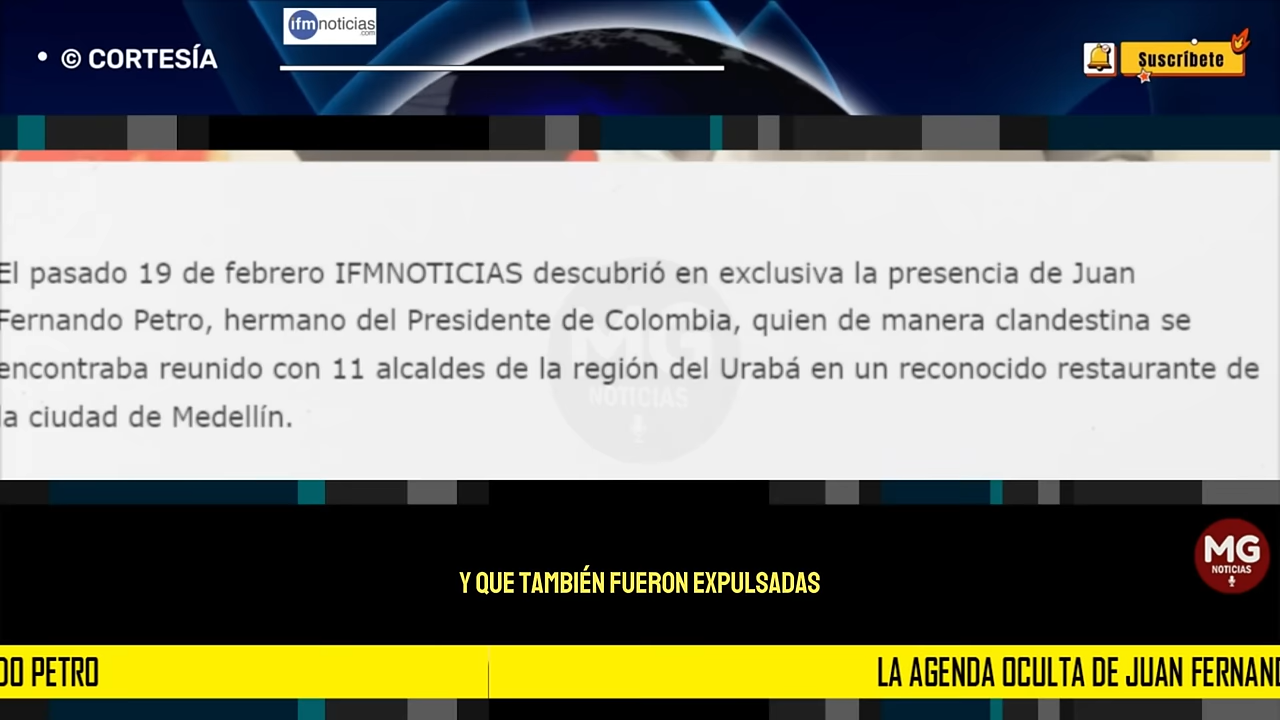 ifmnoticias
.com
• © CORTESÍA
Suscríbete
El pasado 19 de febrero IFMNOTICIAS descubrió en exclusiva la presencia de Juan
Fernando Petro, hermano del Presidente de Colombia, quien de manera clandestina se
encontraba reunido con 11 alcaldes de la región del Urabá en un reconocido restaurante de
la ciudad de Medellín.
MG
NOTICIAS
MG
NOTICIAS
Y QUE TAMBIÉN FUERON EXPULSADAS
DO PETRO
LA AGENDA OCULTA DE JUAN FERNAND